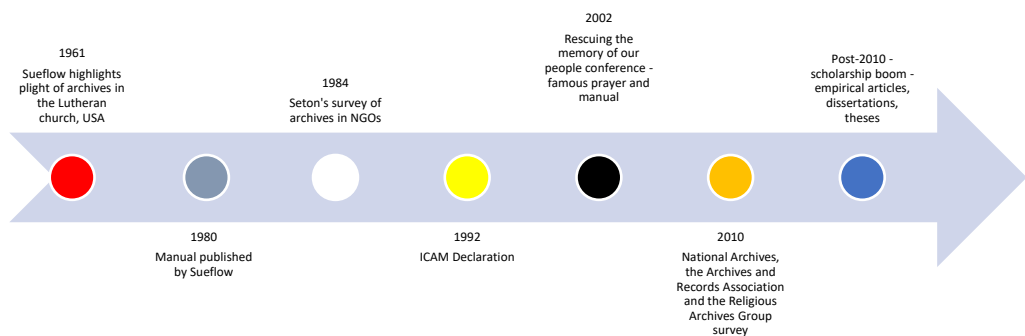 1961
Sueflow highlights
plight of archives in
the Lutheran
church, USA
1980
Manual published
by Sueflow
1984
Seton's survey of
archives in NGOs
1992
ICAM Declaration
2002
Rescuing the
memory of our
people conference -
famous prayer and
manual
2010
National Archives,
the Archives and
Records Association
and the Religious
Archives Group
survey
Post-2010 -
scholarship boom -
empirical articles,
dissertations,
theses